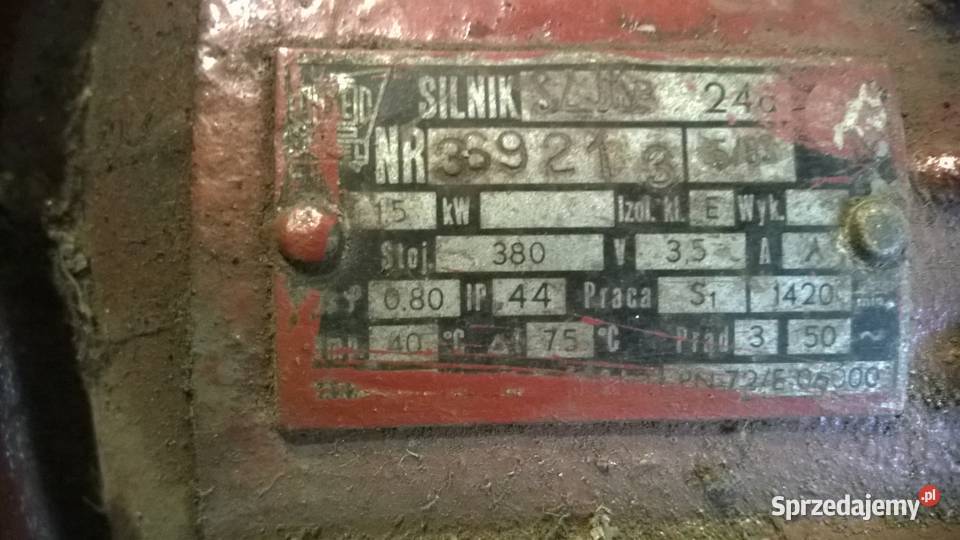 SILNIK 24
NR 369213
1,5 kW Izol. kl. E Wyk.
Stoj. 380 V 3,5 A
φ 0.80 IP 44 Praca S1 1420
40 °C Δt 75 °C Prąd 3 50 ~
PN-72/E-06000
Sprzedajemy.pl